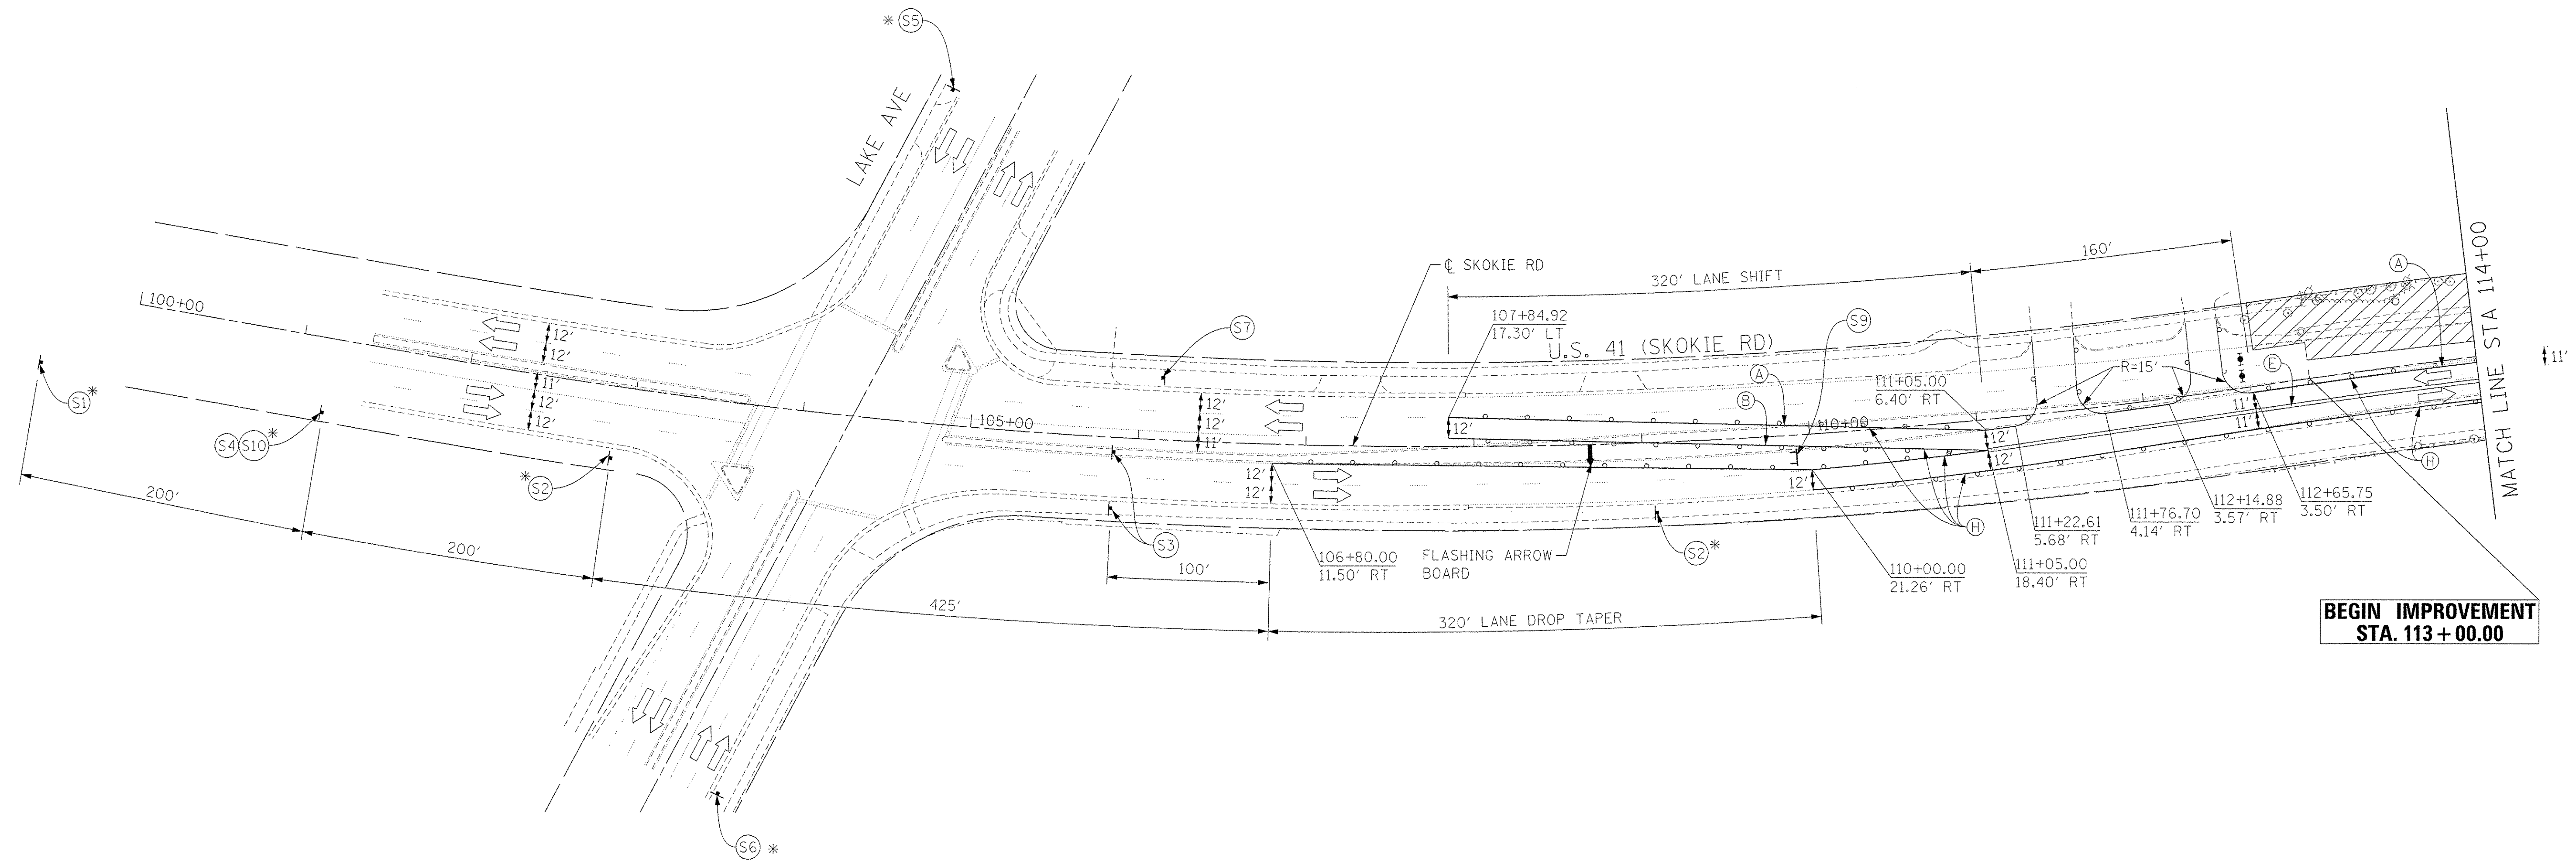 * S5
LAKE AVE
100+00
12'
12'
11'
12'
12'
S1 *
S4 S10 *
* S2
200'
200'
425'
S6 *
S7
105+00
12'
12'
11'
12'
12'
S3
100'
106+80.00
11.50' RT
FLASHING ARROW
BOARD
320' LANE DROP TAPER
℄ SKOKIE RD
320' LANE SHIFT
160'
107+84.92
17.30' LT
U.S. 41 (SKOKIE RD)
S9
12'
A
B
111+05.00
6.40' RT
110+00
R=15'
E
A
11'
12'
12'
12'
11'
11'
S2 *
H
H
110+00.00
21.26' RT
111+05.00
18.40' RT
111+22.61
5.68' RT
111+76.70
4.14' RT
112+14.88
3.57' RT
112+65.75
3.50' RT
MATCH LINE STA 114+00
BEGIN IMPROVEMENT
STA. 113+00.00